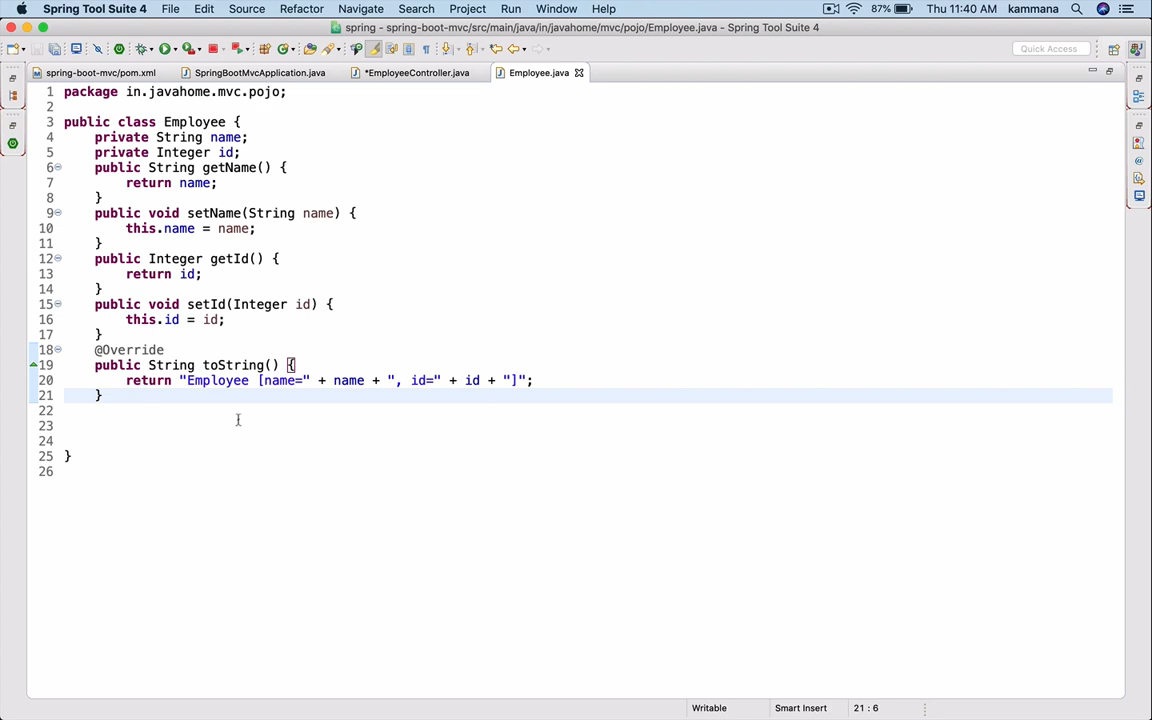 Spring Tool Suite 4 File Edit Source Refactor Navigate Search Project Run Window Help 87% Thu 11:40 AM kammana
spring - spring-boot-mvc/src/main/java/in/javahome/mvc/pojo/Employee.java - Spring Tool Suite 4
Quick Access
spring-boot-mvc/pom.xml SpringBootMvcApplication.java *EmployeeController.java Employee.java
1 package in.javahome.mvc.pojo;
2
3 public class Employee {
4 private String name;
5 private Integer id;
6 public String getName() {
7 return name;
8 }
9 public void setName(String name) {
10 this.name = name;
11 }
12 public Integer getId() {
13 return id;
14 }
15 public void setId(Integer id) {
16 this.id = id;
17 }
18 @Override
19 public String toString() {
20 return "Employee [name=" + name + ", id=" + id + "]";
21 }
22
23
24
25 }
26
Writable Smart Insert 21 : 6